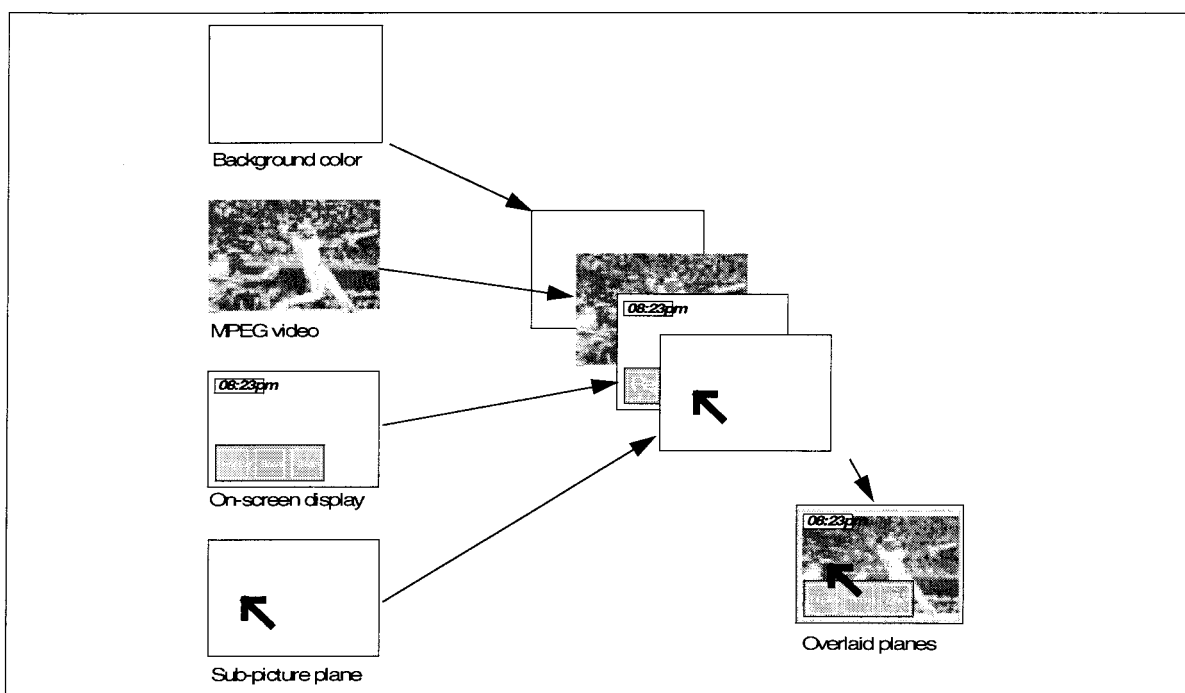 Background color
MPEG video
08:23pm
On-screen display
Sub-picture plane
08:23pm
08:23pm
Overlaid planes